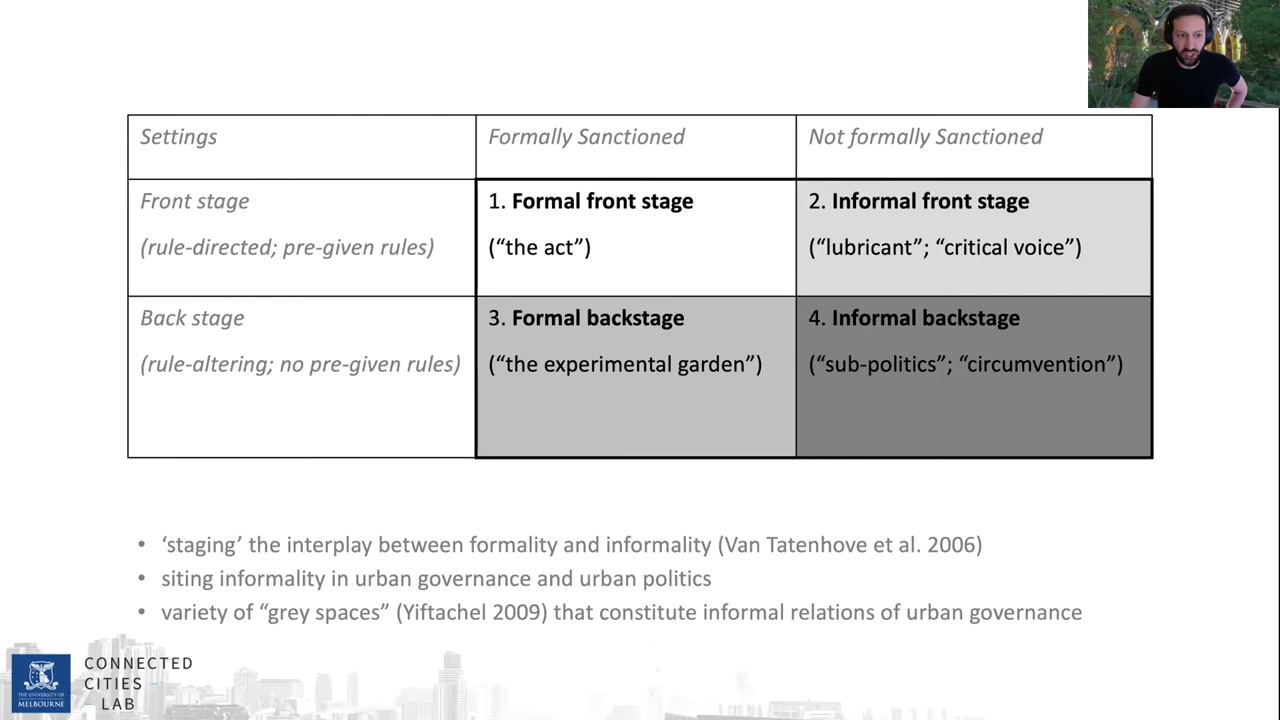 Settings
Formally Sanctioned
Not formally Sanctioned
Front stage
(rule-directed; pre-given rules)
1. Formal front stage
(“the act”)
2. Informal front stage
(“lubricant”; “critical voice”)
Back stage
(rule-altering; no pre-given rules)
3. Formal backstage
(“the experimental garden”)
4. Informal backstage
(“sub-politics”; “circumvention”)
• ‘staging’ the interplay between formality and informality (Van Tatenhove et al. 2006)
• siting informality in urban governance and urban politics
• variety of “grey spaces” (Yiftachel 2009) that constitute informal relations of urban governance
THE UNIVERSITY OF
MELBOURNE
CONNECTED
CITIES
LAB